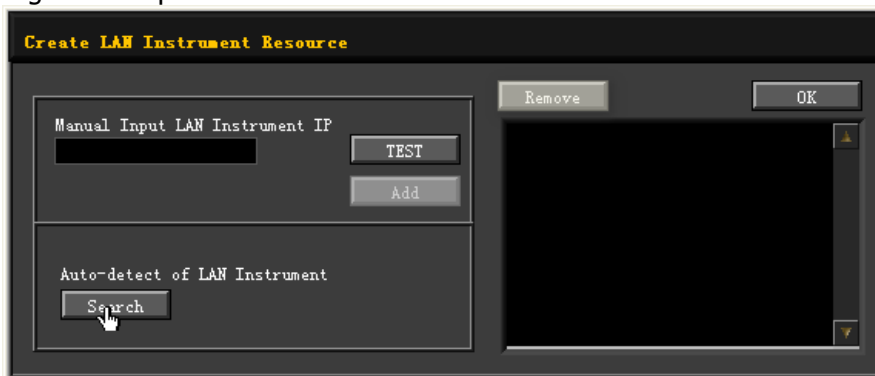 Create LAN Instrument Resource
Remove
OK
Manual Input LAN Instrument IP
TEST
Add
Auto-detect of LAN Instrument
Search